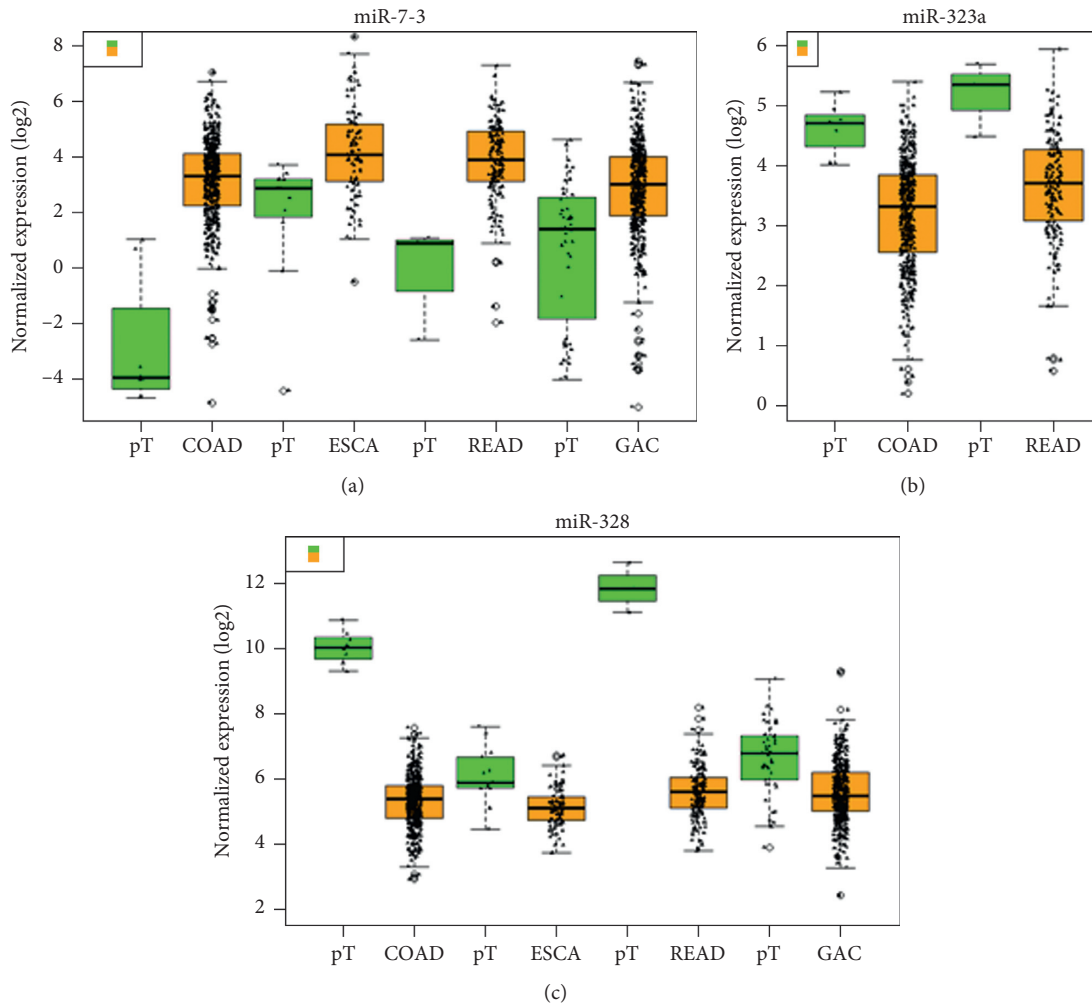 miR-7-3
Normalized expression (log2)
8
6
4
2
0
−2
−4
pT COAD pT ESCA pT READ pT GAC
(a)
miR-323a
Normalized expression (log2)
6
5
4
3
2
1
0
pT COAD pT READ
(b)
miR-328
Normalized expression (log2)
12
10
8
6
4
2
pT COAD pT ESCA pT READ pT GAC
(c)